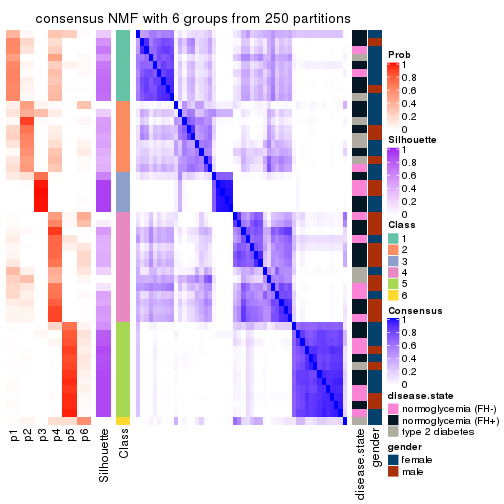 consensus NMF with 6 groups from 250 partitions
Prob
1
0.8
0.6
0.4
0.2
0
Silhouette
1
0.8
0.6
0.4
0.2
0
Class
1
2
3
4
5
6
Consensus
1
0.8
0.6
0.4
0.2
0
disease.state
normoglycemia (FH-)
normoglycemia (FH+)
type 2 diabetes
gender
female
male
p1
p2
p3
p4
p5
p6
Silhouette
Class
disease.state
gender